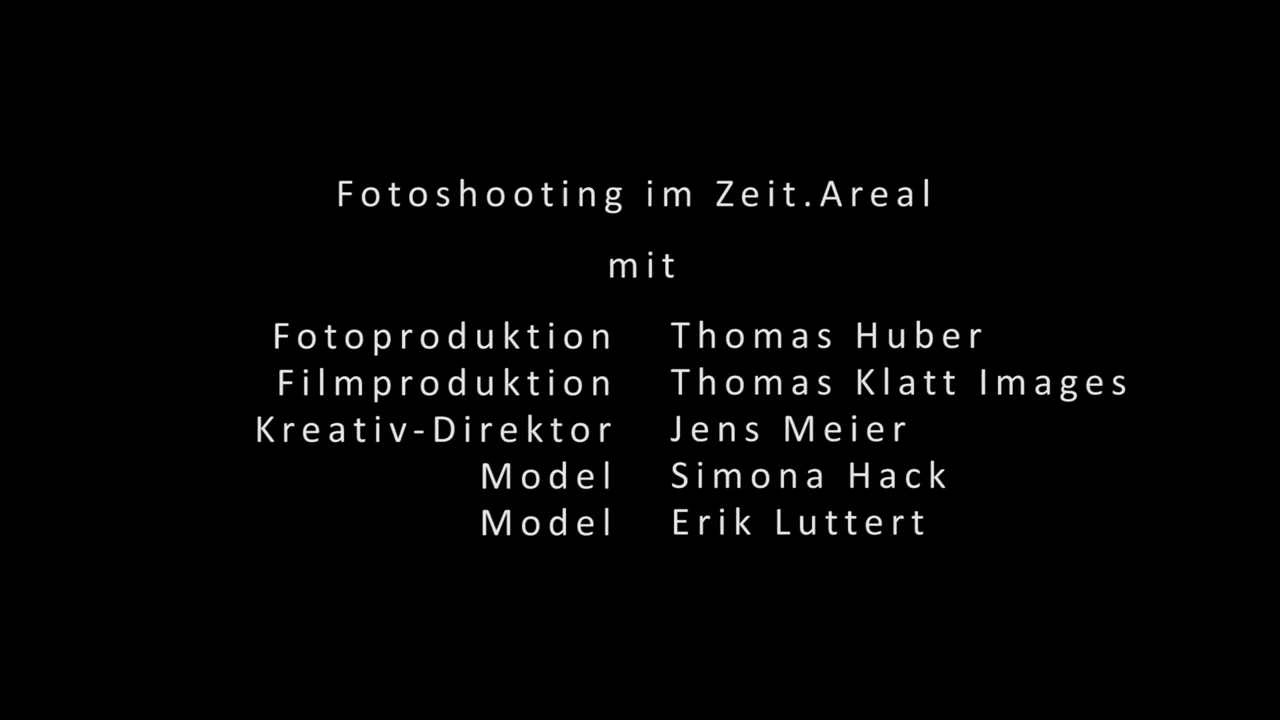 Fotoshooting im Zeit.Areal
mit
Fotoproduktion Thomas Huber
Filmproduktion Thomas Klatt Images
Kreativ-Direktor Jens Meier
Model Simona Hack
Model Erik Luttert